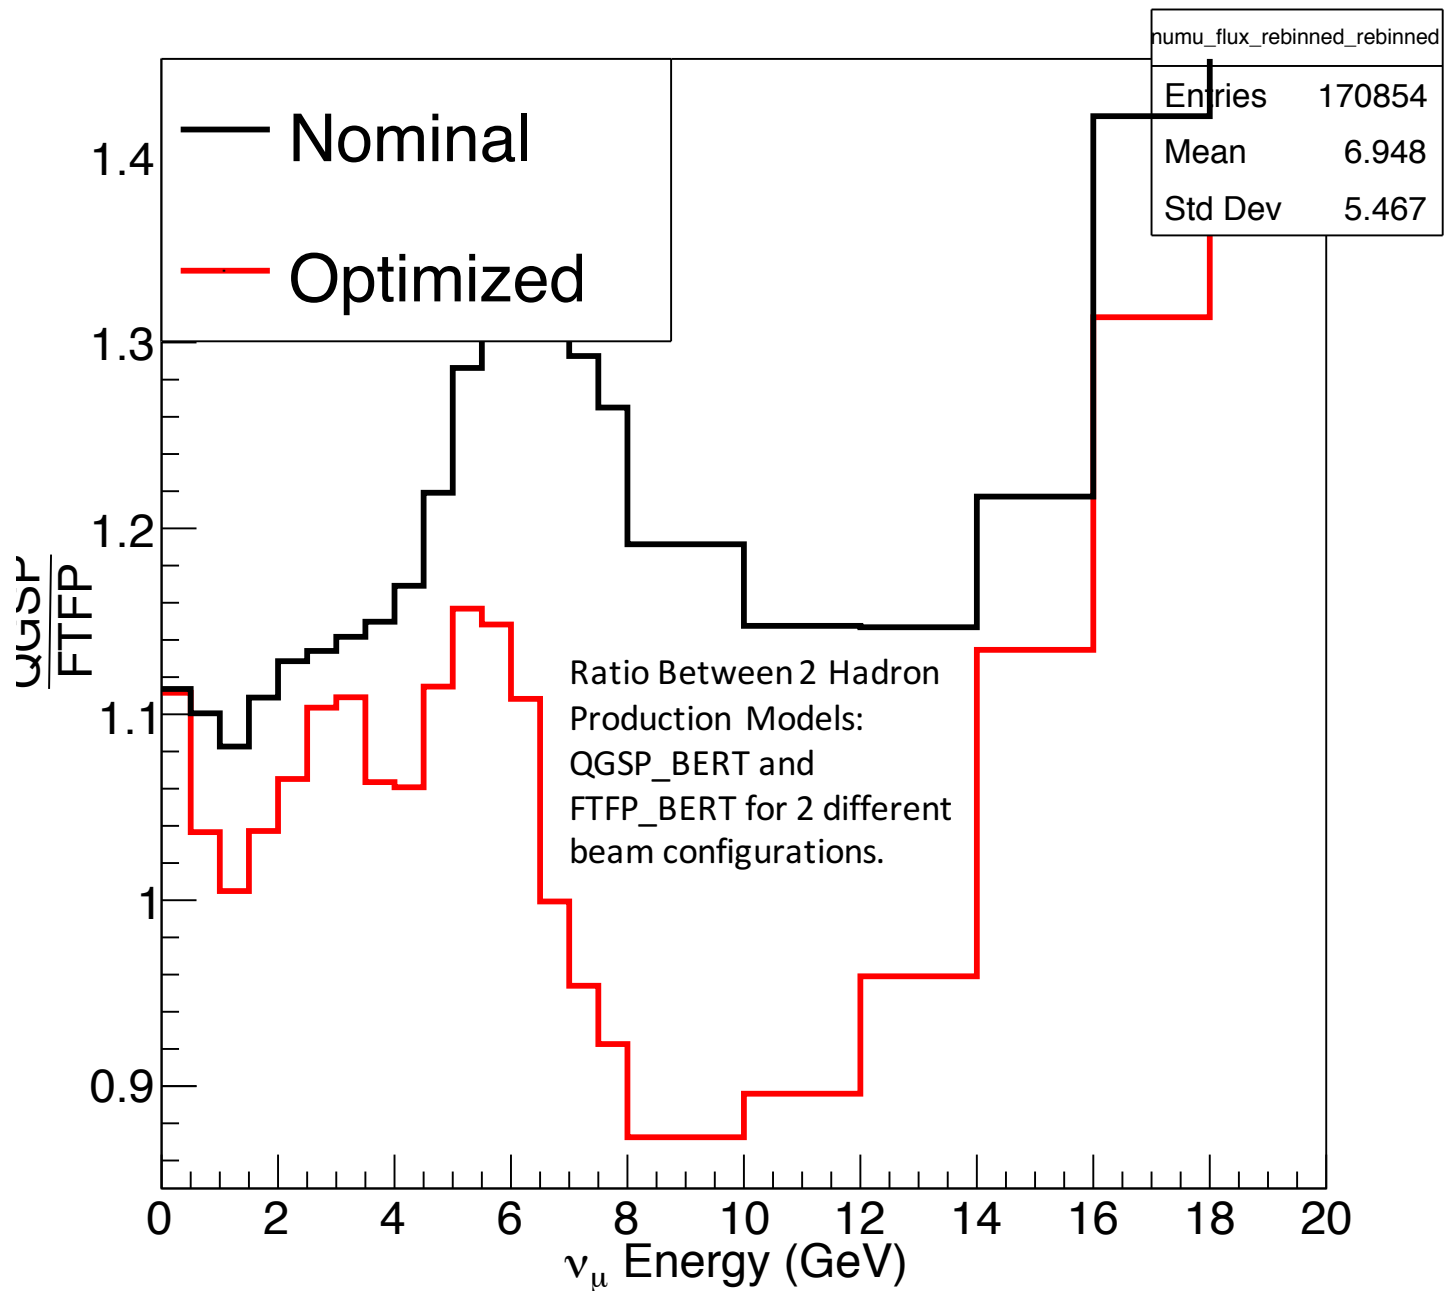 numu_flux_rebinned_rebinned
Entries 170854
Mean 6.948
Std Dev 5.467
Nominal
Optimized
1.4
1.3
1.2
1.1
1
0.9
QGSP
FTFP
Ratio Between 2 Hadron
Production Models:
QGSP_BERT and
FTFP_BERT for 2 different
beam configurations.
0 2 4 6 8 10 12 14 16 18 20
νμ Energy (GeV)